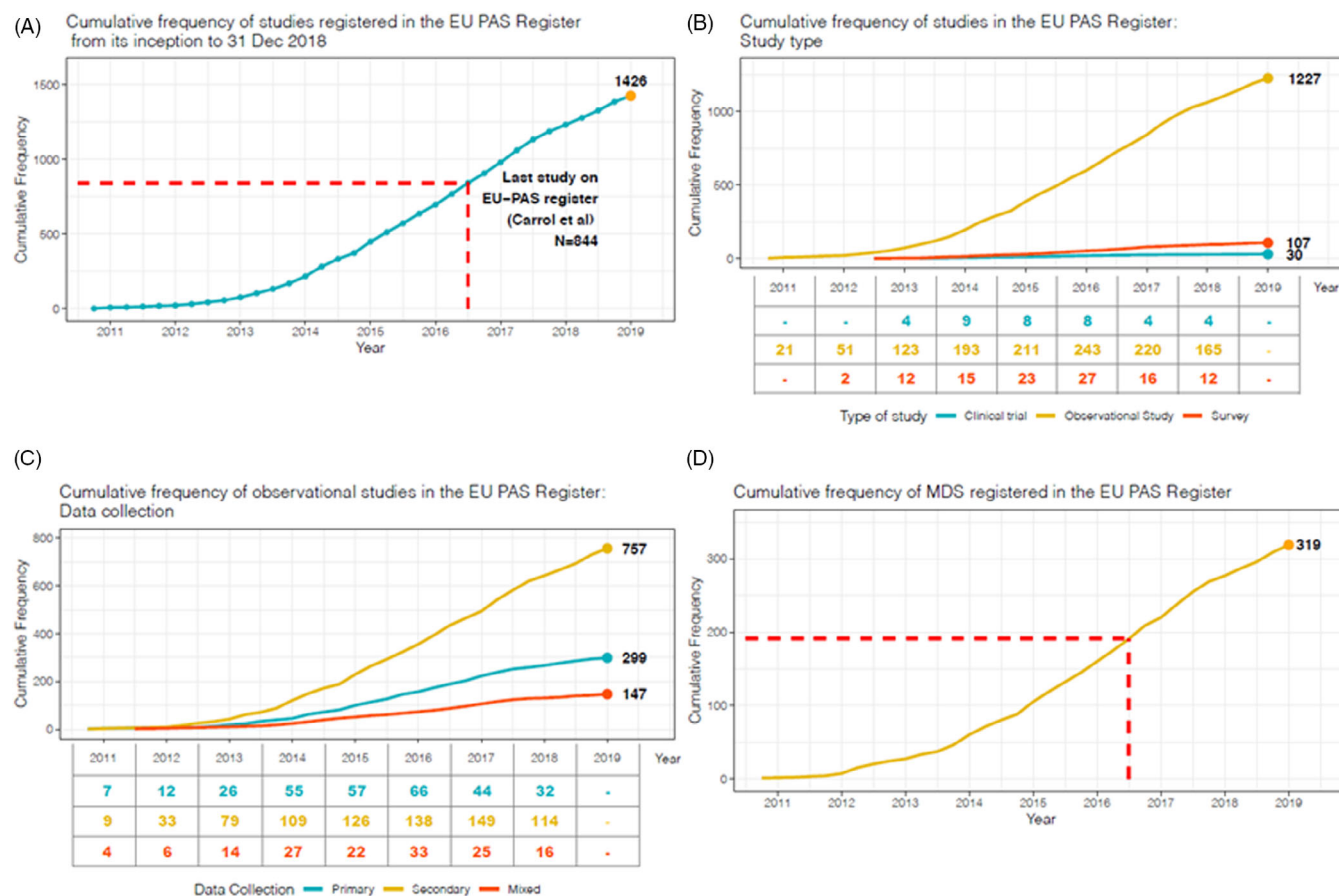 (A)
Cumulative frequency of studies registered in the EU PAS Register
from its inception to 31 Dec 2018
1500
1000
500
0
Cumulative Frequency
1426
Last study on
EU-PAS register
(Carrol et al)
N=844
2011 2012 2013 2014 2015 2016 2017 2018 2019
Year
(B)
Cumulative frequency of studies in the EU PAS Register:
Study type
1000
500
0
Cumulative Frequency
1227
107
30
2011 2012 2013 2014 2015 2016 2017 2018 2019 Year
- - 4 9 8 8 4 4 -
21 51 123 193 211 243 220 165 -
- 2 12 15 23 27 16 12 -
Type of study Clinical trial Observational Study Survey
(C)
Cumulative frequency of observational studies in the EU PAS Register:
Data collection
800
600
400
200
0
Cumulative Frequency
757
299
147
2011 2012 2013 2014 2015 2016 2017 2018 2019 Year
7 12 26 55 57 66 44 32 -
9 33 79 109 126 138 149 114 -
4 6 14 27 22 33 25 16 -
Data Collection Primary Secondary Mixed
(D)
Cumulative frequency of MDS registered in the EU PAS Register
300
200
100
0
Cumulative Frequency
319
2011 2012 2013 2014 2015 2016 2017 2018 2019
Year